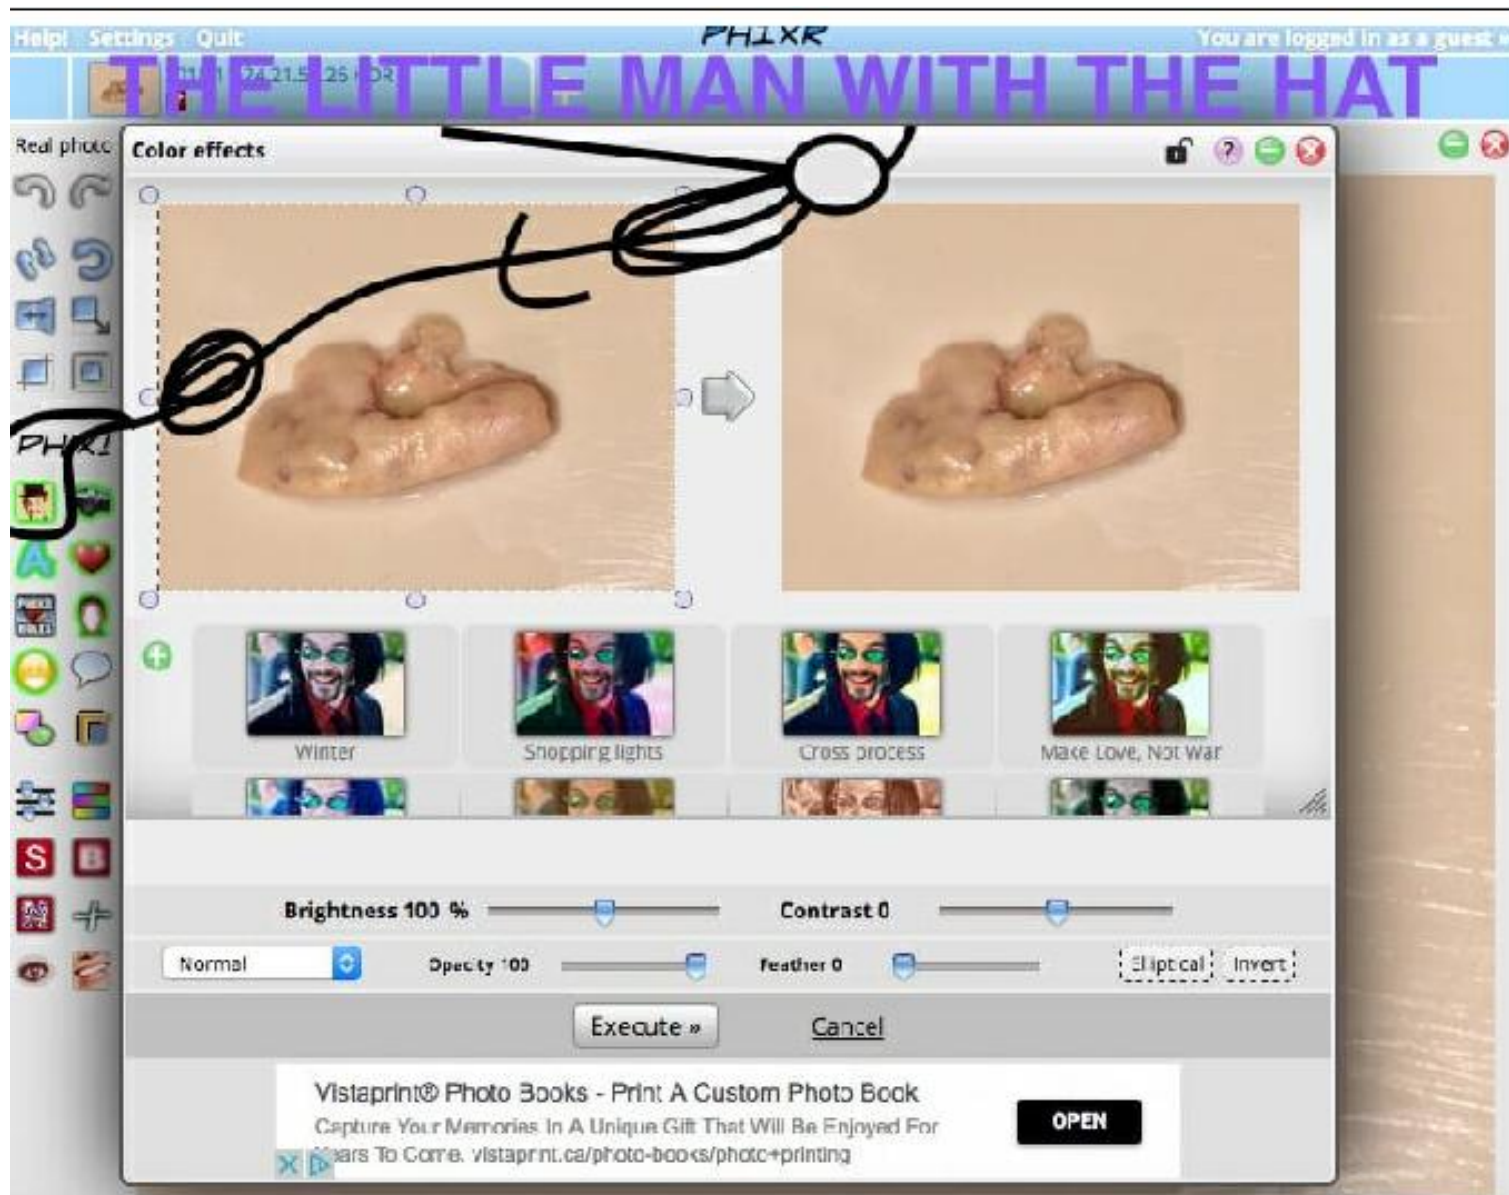 Help! Settings Quit
PHIXR
You are logged in as a guest »
THE LITTLE MAN WITH THE HAT
Real photo
Color effects
PHIXR
Winter
Shopping lights
Cross process
Make Love, Not War
Brightness 100 %
Contrast 0
Normal
Opacity 100
Feather 0
Elliptical
Invert
Execute »
Cancel
Vistaprint® Photo Books - Print A Custom Photo Book
Capture Your Memories In A Unique Gift That Will Be Enjoyed For
Years To Come. vistaprint.ca/photo-books/photo+printing
OPEN